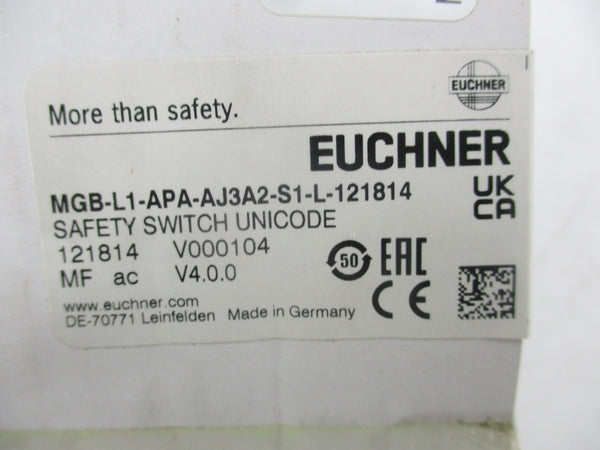 EUCHNER
More than safety.
EUCHNER
MGB-L1-APA-AJ3A2-S1-L-121814
SAFETY SWITCH UNICODE
121814 V000104
MF ac V4.0.0
UK
CA
50
EAC
CE
www.euchner.com
DE-70771 Leinfelden Made in Germany